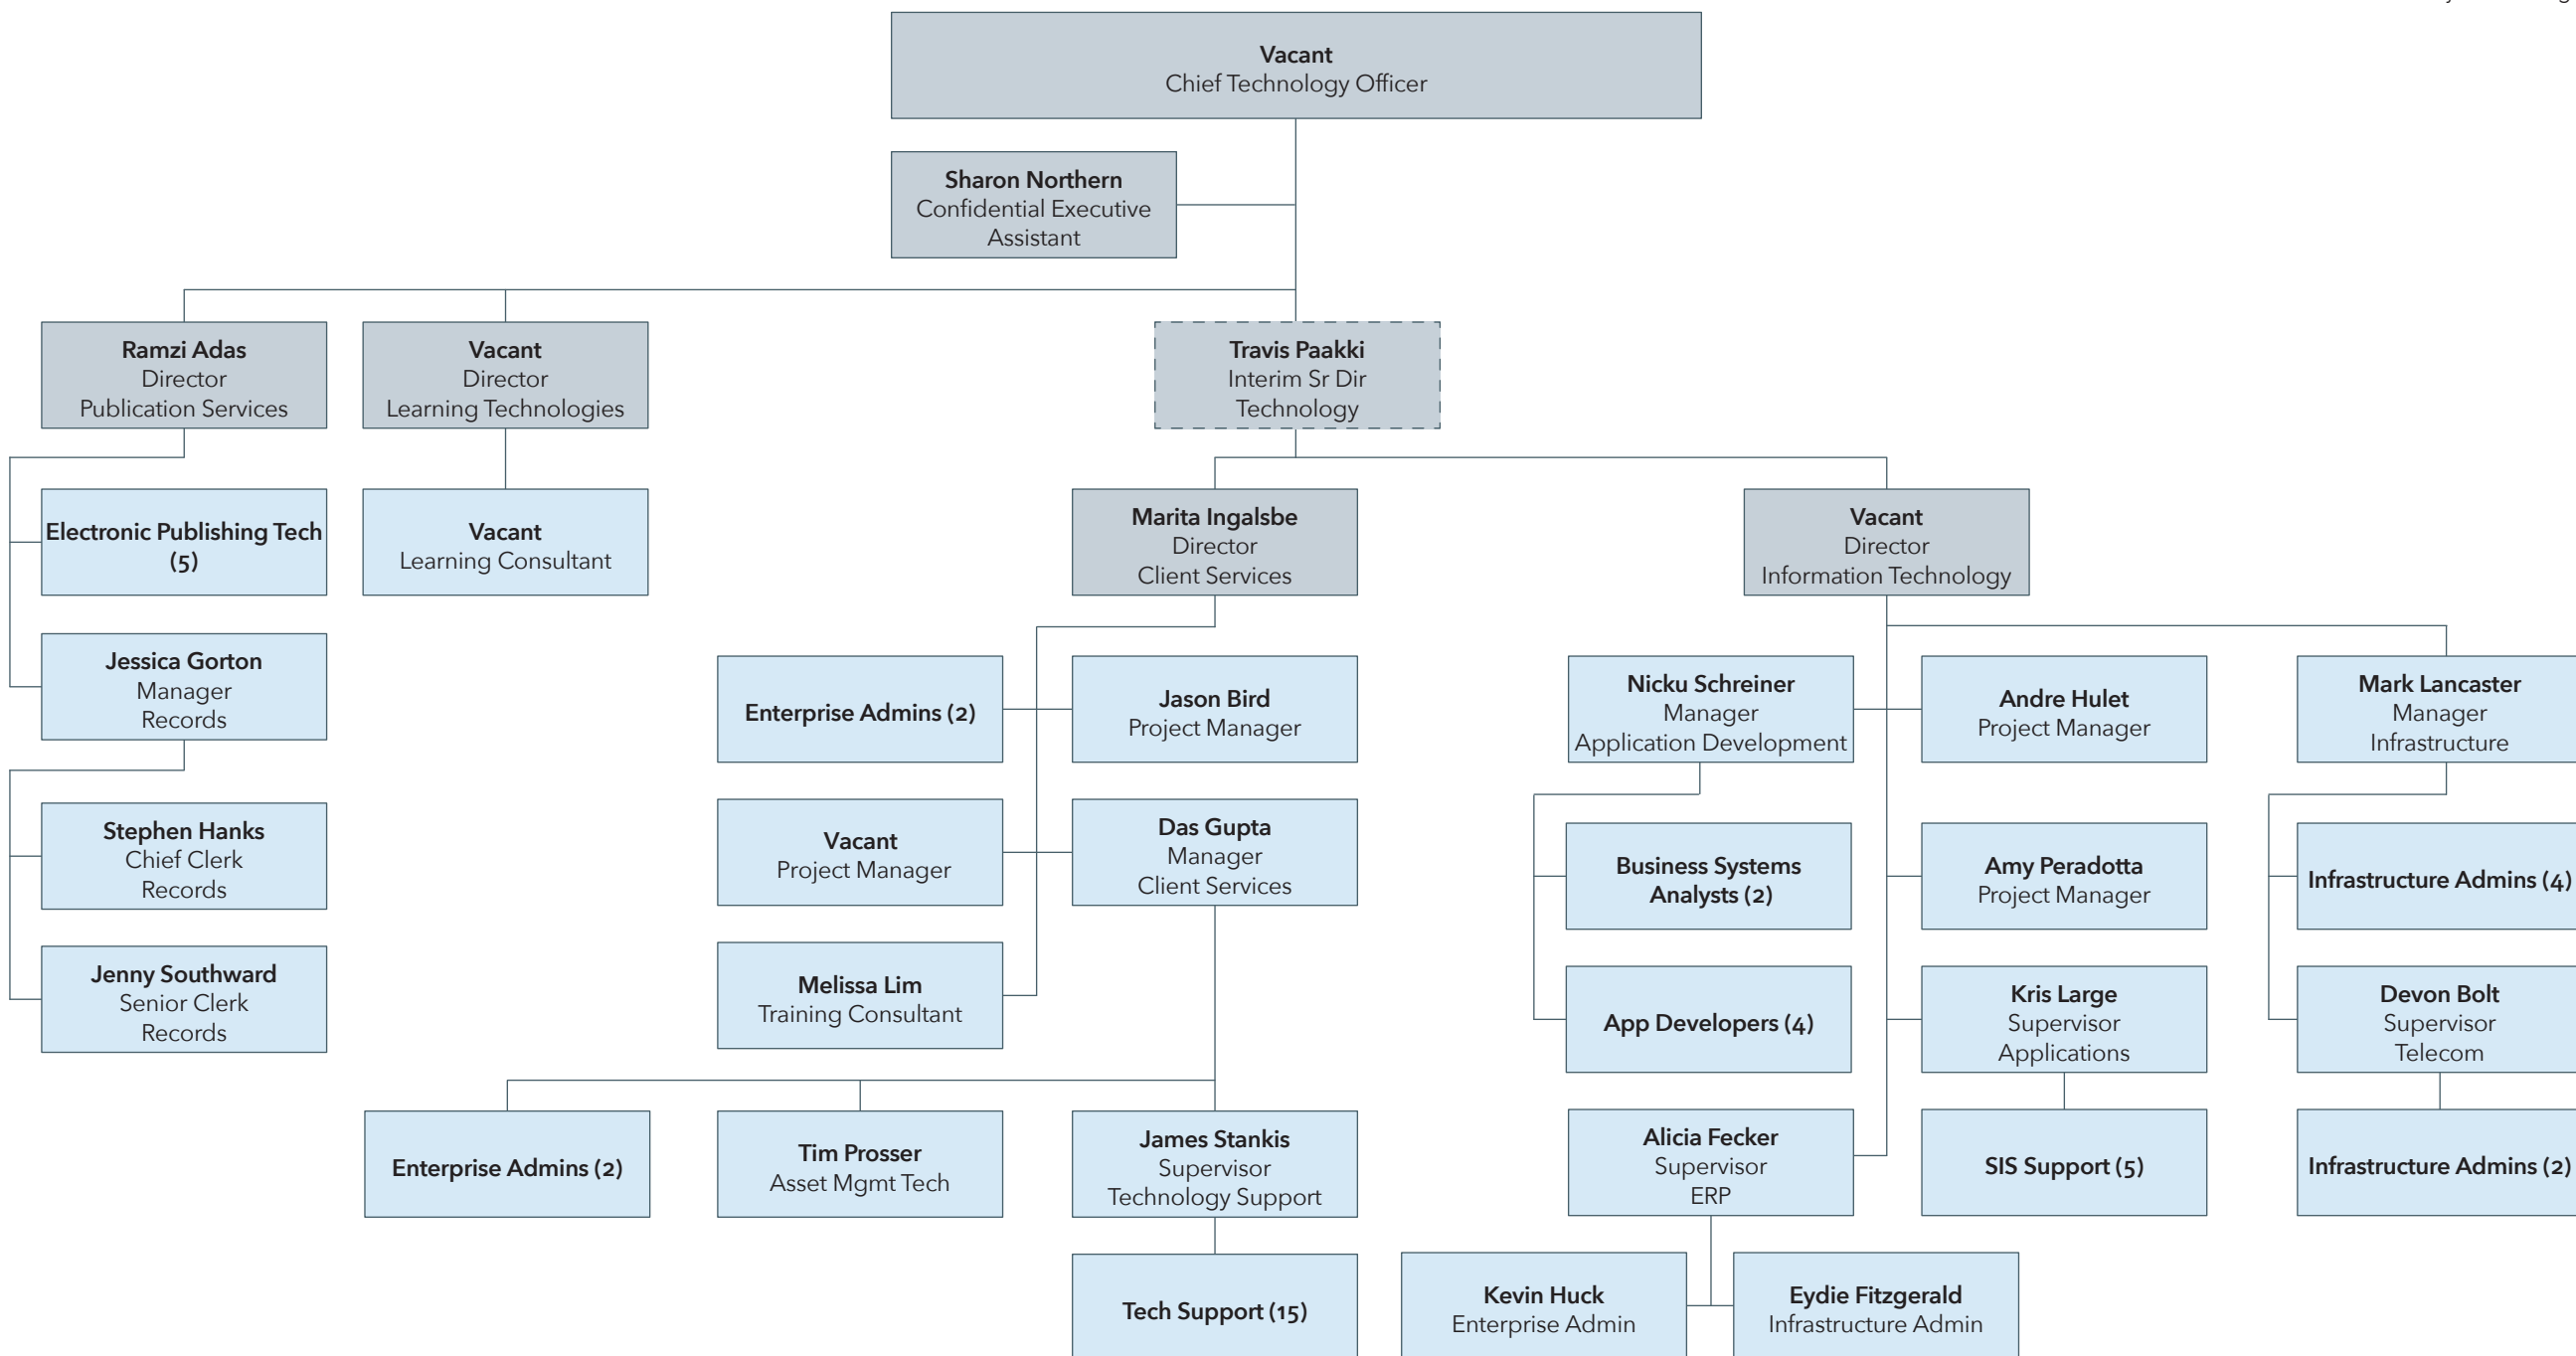 Vacant
Chief Technology Officer
Sharon Northern
Confidential Executive
Assistant
Ramzi Adas
Director
Publication Services
Vacant
Director
Learning Technologies
Travis Paakki
Interim Sr Dir
Technology
Electronic Publishing Tech
(5)
Vacant
Learning Consultant
Marita Ingalsbe
Director
Client Services
Vacant
Director
Information Technology
Jessica Gorton
Manager
Records
Enterprise Admins (2)
Jason Bird
Project Manager
Nicku Schreiner
Manager
Application Development
Andre Hulet
Project Manager
Mark Lancaster
Manager
Infrastructure
Stephen Hanks
Chief Clerk
Records
Vacant
Project Manager
Das Gupta
Manager
Client Services
Business Systems
Analysts (2)
Amy Peradotta
Project Manager
Infrastructure Admins (4)
Jenny Southward
Senior Clerk
Records
Melissa Lim
Training Consultant
App Developers (4)
Kris Large
Supervisor
Applications
Devon Bolt
Supervisor
Telecom
Enterprise Admins (2)
Tim Prosser
Asset Mgmt Tech
James Stankis
Supervisor
Technology Support
Alicia Fecker
Supervisor
ERP
SIS Support (5)
Infrastructure Admins (2)
Tech Support (15)
Kevin Huck
Enterprise Admin
Eydie Fitzgerald
Infrastructure Admin